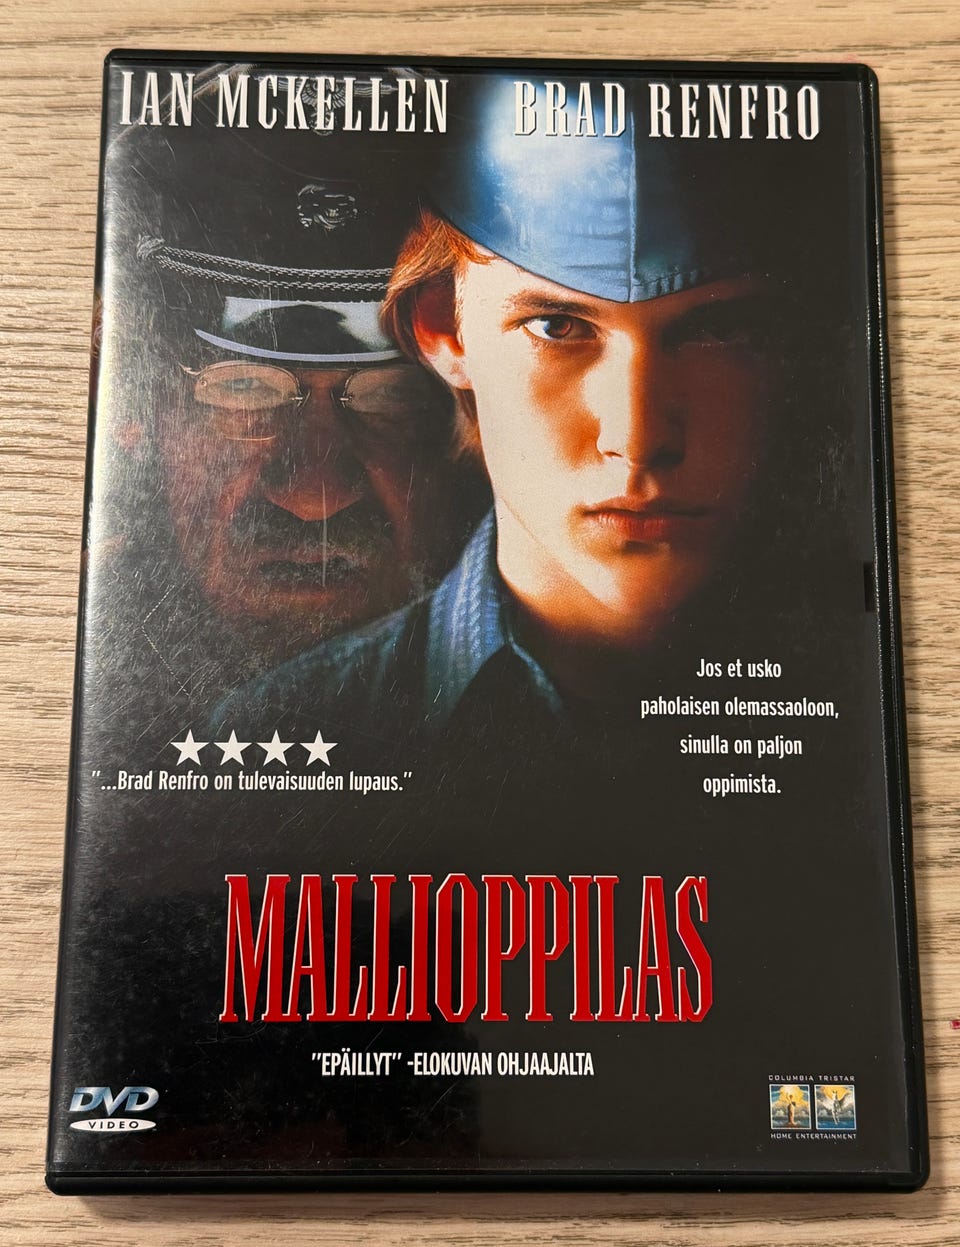 IAN MCKELLEN BRAD RENFRO
Jos et usko
paholaisen olemassaoloon,
sinulla on paljon
oppimista.
"...Brad Renfro on tulevaisuuden lupaus."
MALLIOPPILAS
"EPÄILLYT" -ELOKUVAN OHJAAJALTA
DVD
VIDEO
COLUMBIA TRISTAR
HOME ENTERTAINMENT